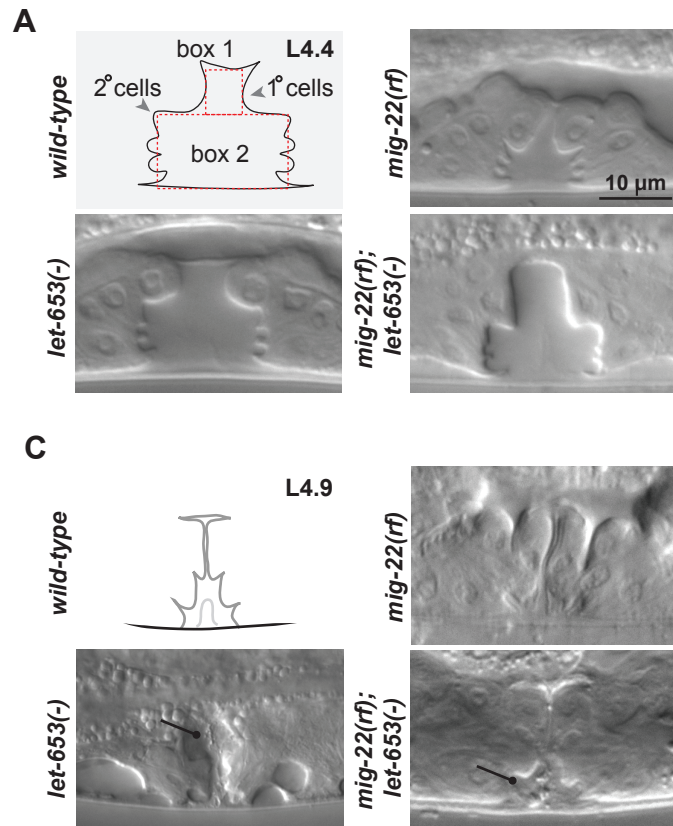 A
box 1
L4.4
2° cells
1° cells
box 2
wild-type
mig-22(rf)
10 µm
let-653(-)
mig-22(rf);
let-653(-)
C
L4.9
wild-type
mig-22(rf)
let-653(-)
mig-22(rf);
let-653(-)